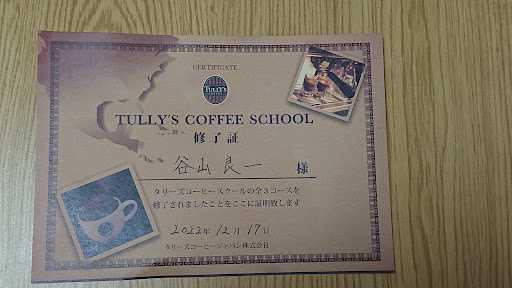 CERTIFICATE
TULLY'S
COFFEE
TULLY'S COFFEE SCHOOL
修了証
谷山良一 様
タリーズコーヒースクールの全3コースを
修了されましたことをここに証明致します
2022年 12月 17日
タリーズコーヒージャパン株式会社